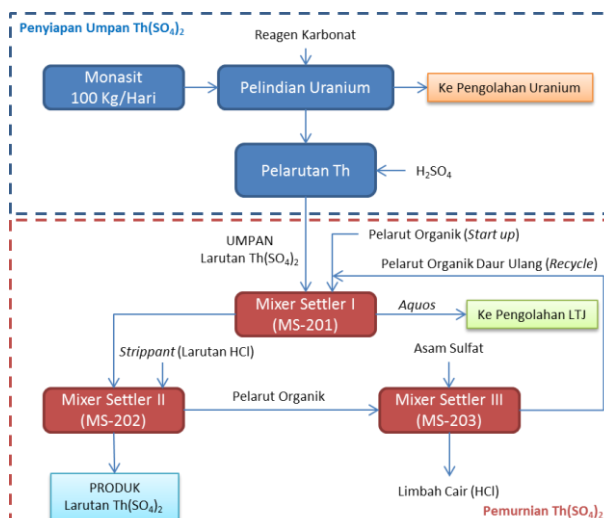 Penyiapan Umpan Th(SO₄)₂
Reagen Karbonat
Monasit
100 Kg/Hari
Pelindian Uranium
Ke Pengolahan Uranium
Pelarutan Th
H₂SO₄
UMPAN
Larutan Th(SO₄)₂
Pelarut Organik (Start up)
Pelarut Organik Daur Ulang (Recycle)
Mixer Settler I
(MS-201)
Aquos
Ke Pengolahan LTJ
Strippant (Larutan HCl)
Asam Sulfat
Mixer Settler II
(MS-202)
Pelarut Organik
Mixer Settler III
(MS-203)
PRODUK
Larutan Th(SO₄)₂
Limbah Cair (HCl)
Pemurnian Th(SO₄)₂